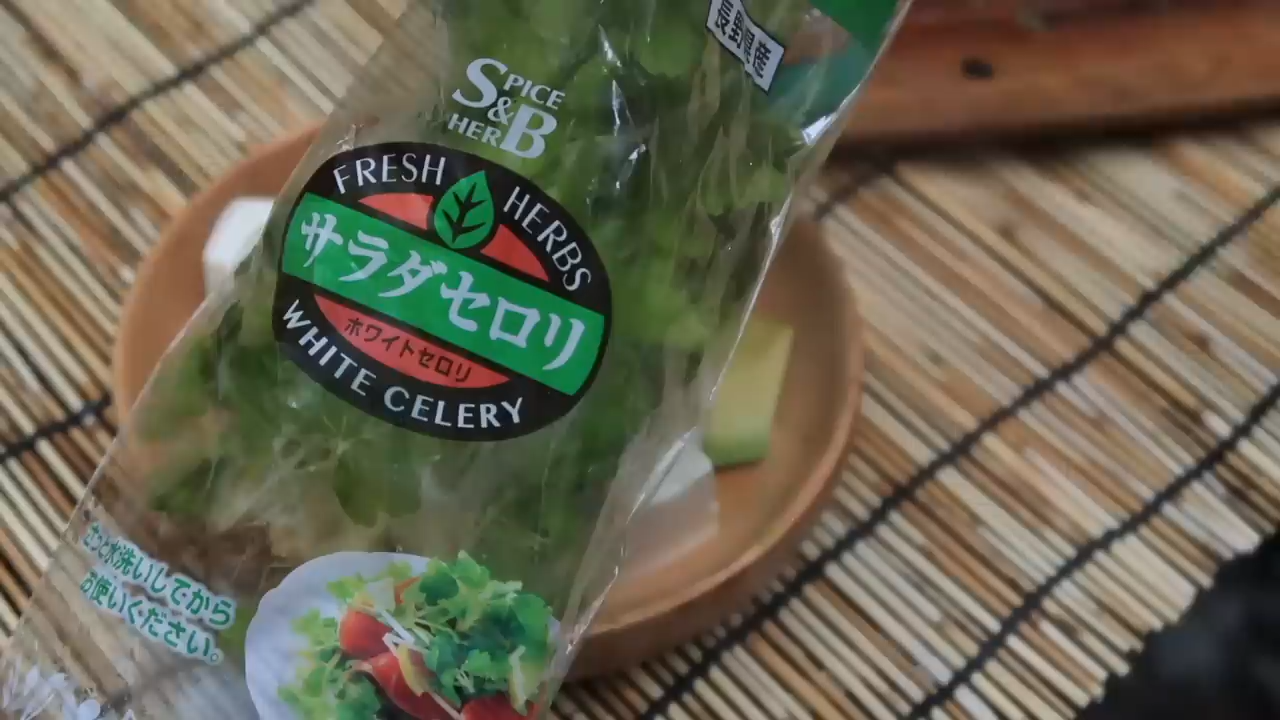 長野県産
SPICE
&
HERB
FRESH HERBS
サラダセロリ
ホワイトセロリ
WHITE CELERY
さっと水洗いしてから
お使いください。